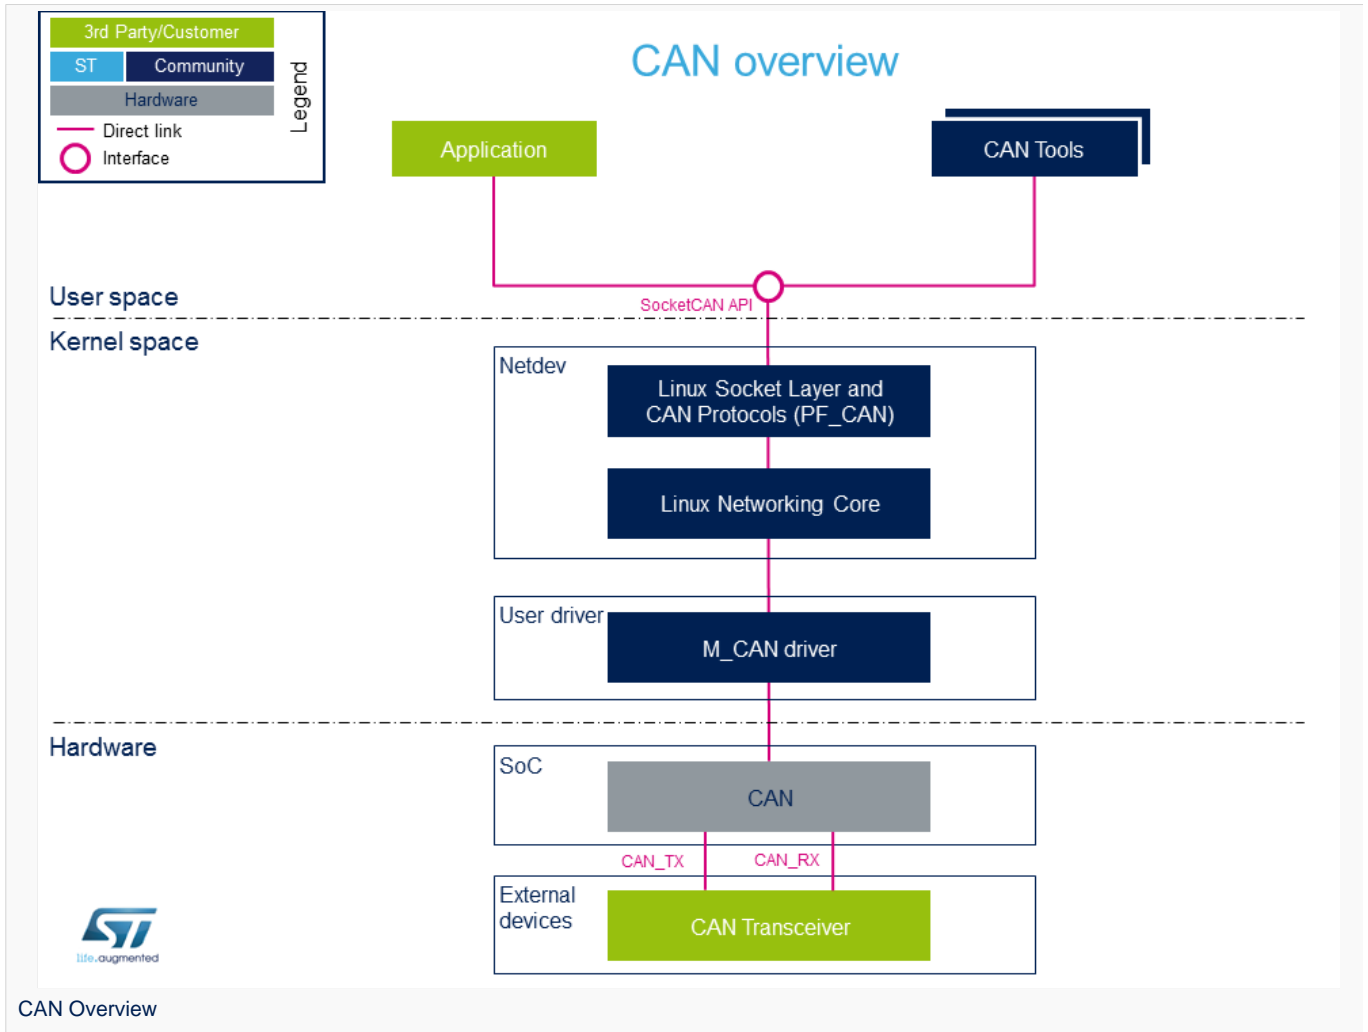 3rd Party/Customer
ST
Community
Hardware
Direct link
Interface
Legend
CAN overview
Application
CAN Tools
User space
SocketCAN API
Kernel space
Netdev
Linux Socket Layer and
CAN Protocols (PF_CAN)
Linux Networking Core
User driver
M_CAN driver
Hardware
SoC
CAN
CAN_TX
CAN_RX
External
devices
CAN Transceiver
ST
life.augmented
CAN Overview